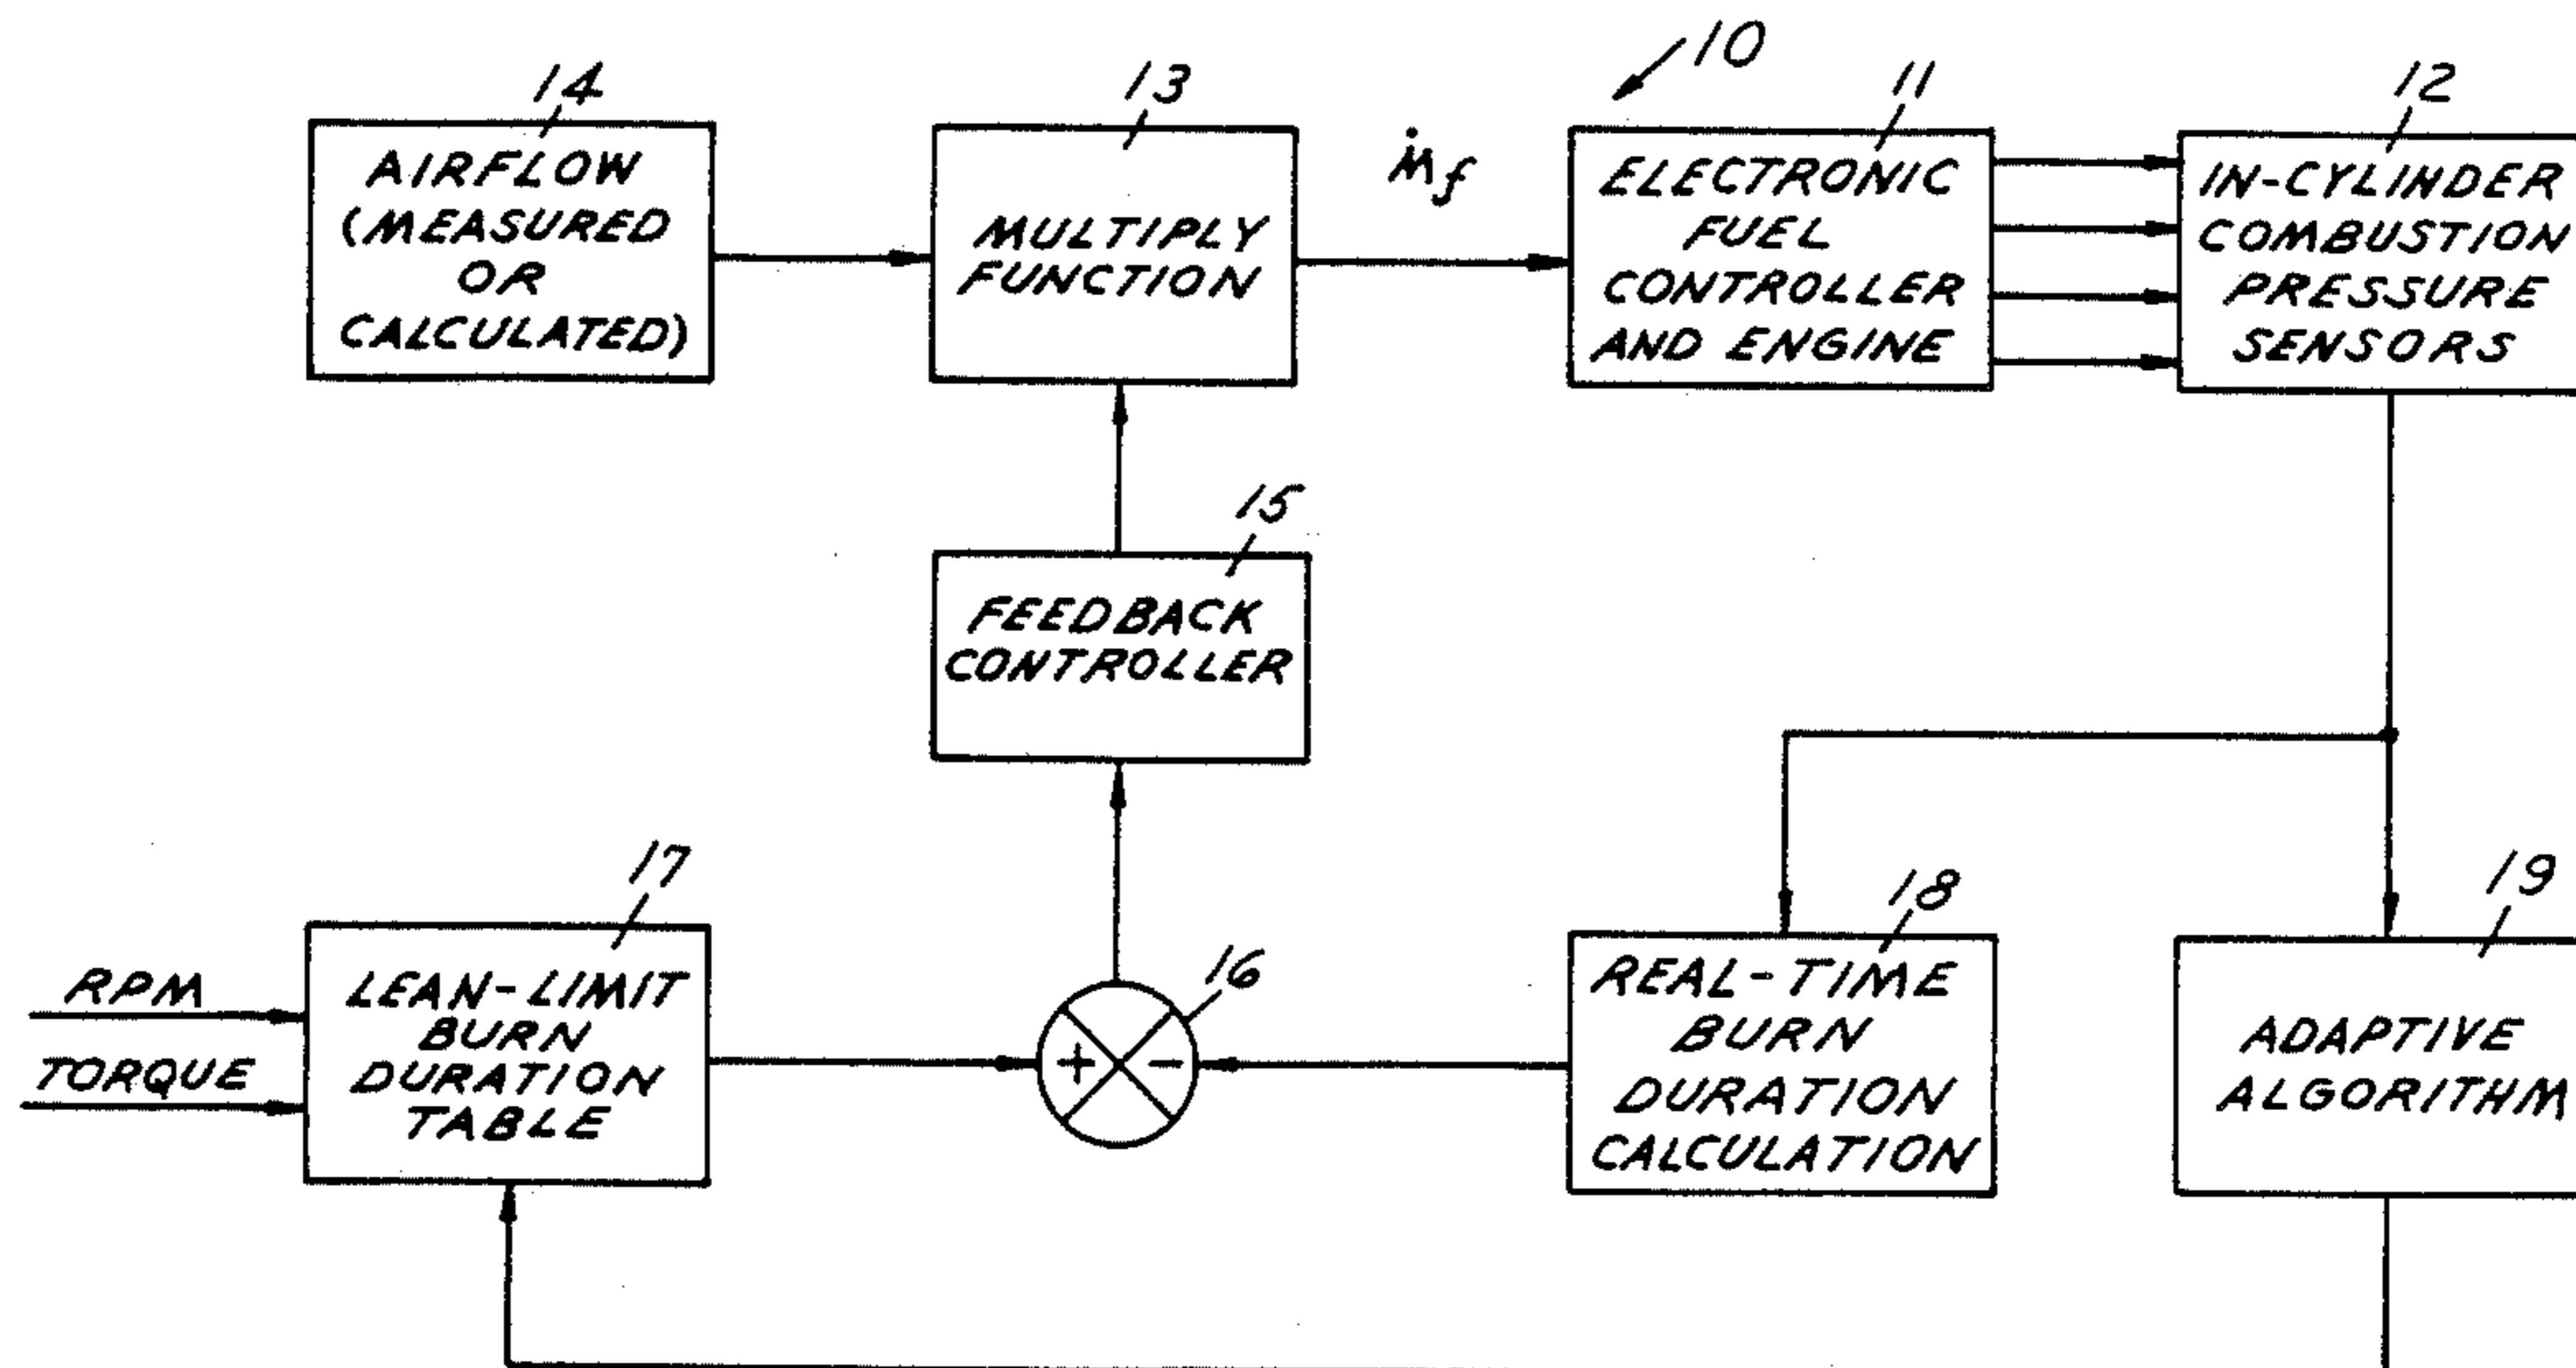 10
14
AIRFLOW
(MEASURED
OR
CALCULATED)
13
MULTIPLY
FUNCTION
ṁf
11
ELECTRONIC
FUEL
CONTROLLER
AND ENGINE
12
IN-CYLINDER
COMBUSTION
PRESSURE
SENSORS
15
FEEDBACK
CONTROLLER
RPM
TORQUE
17
LEAN-LIMIT
BURN
DURATION
TABLE
16
+
−
18
REAL-TIME
BURN
DURATION
CALCULATION
19
ADAPTIVE
ALGORITHM